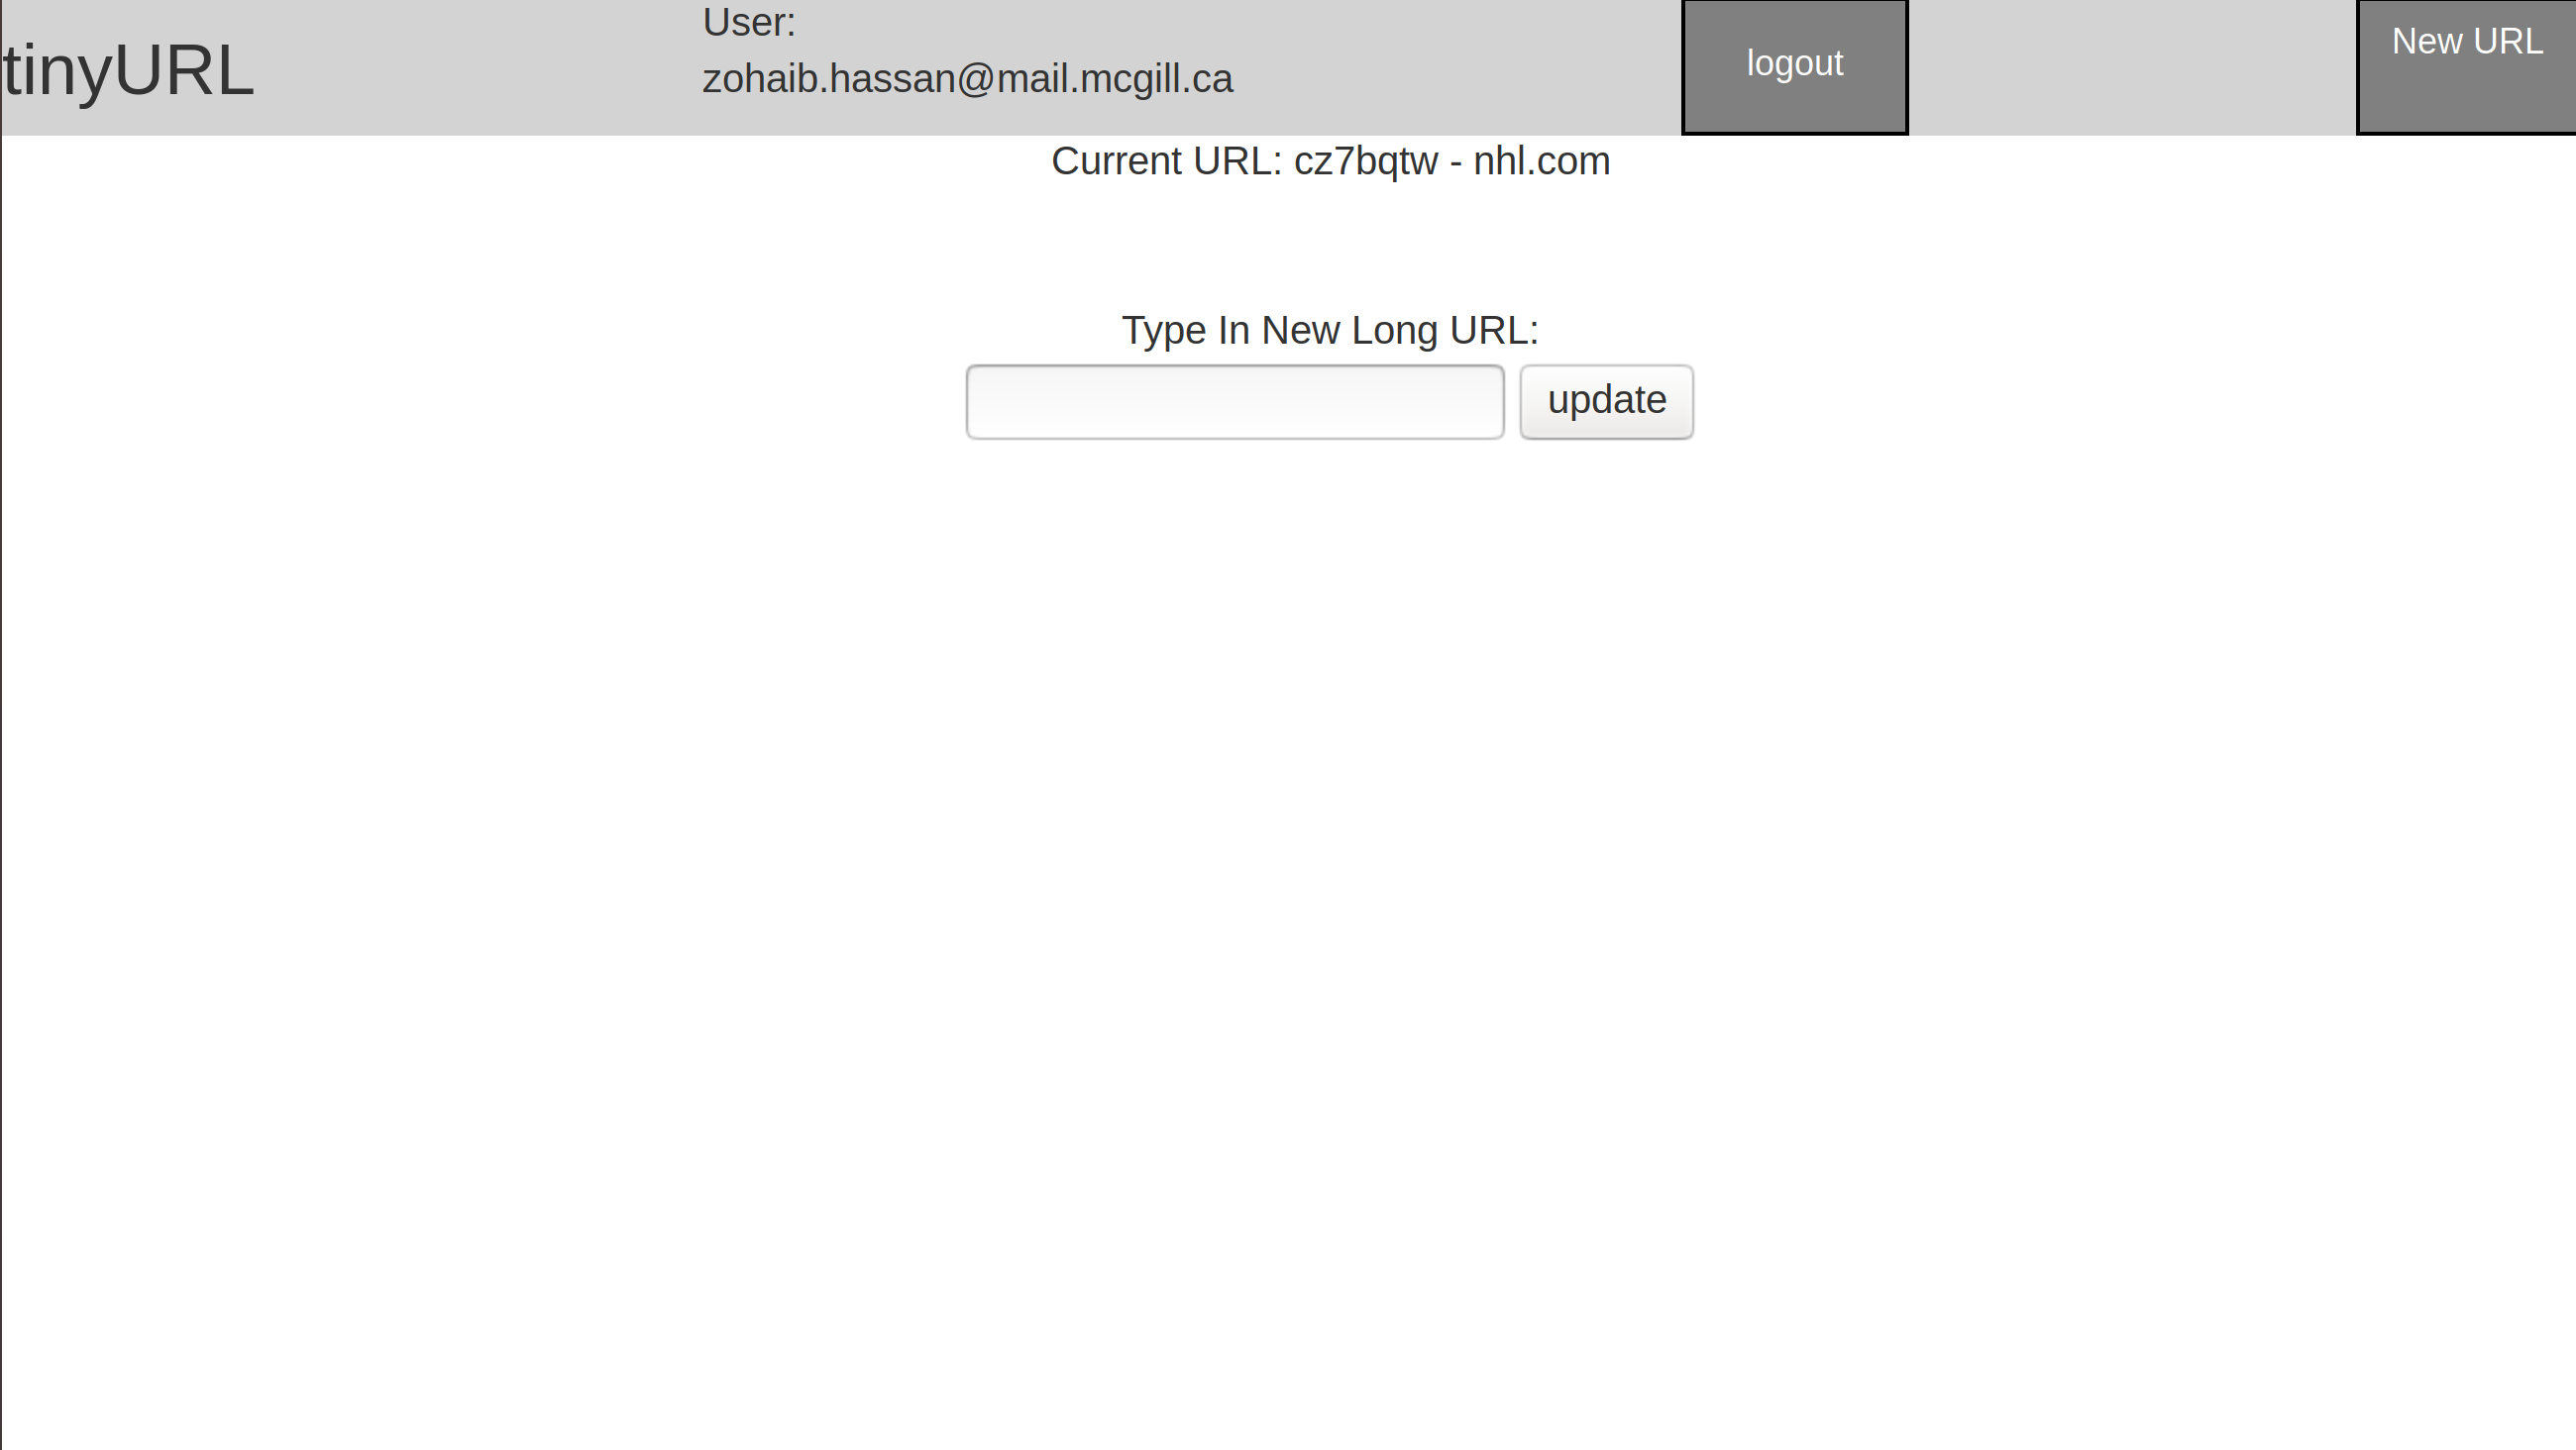 tinyURL
User:
zohaib.hassan@mail.mcgill.ca
logout
New URL
Current URL: cz7bqtw - nhl.com
Type In New Long URL:
update